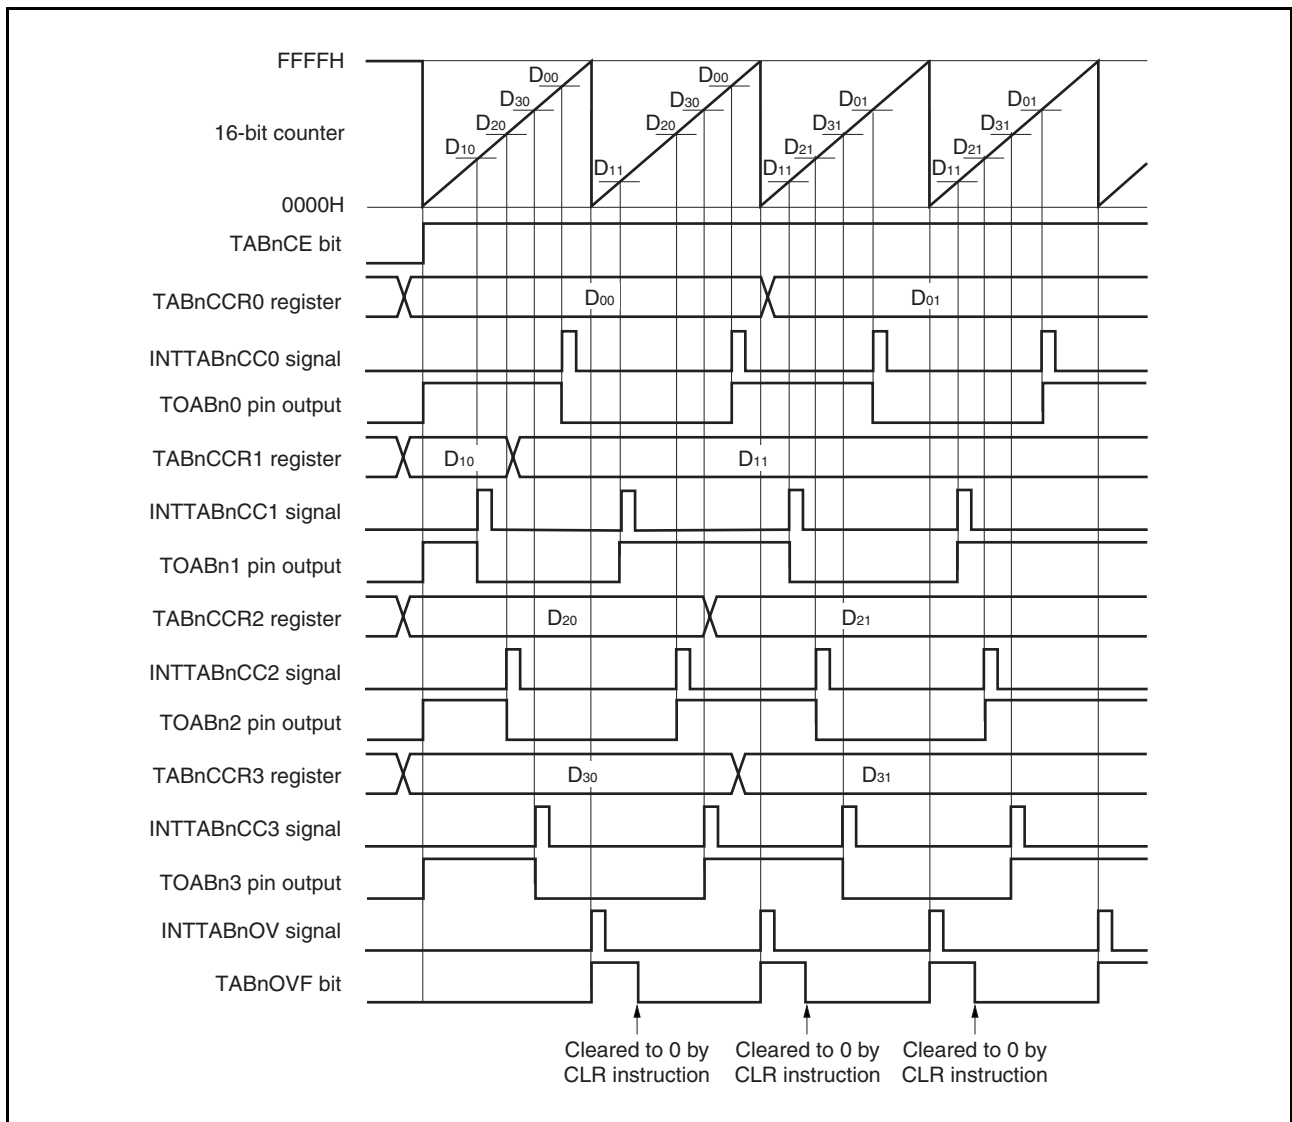 FFFFH
16-bit counter
0000H
D10
D20
D30
D00
D11
D20
D30
D00
D11
D21
D31
D01
D11
D21
D31
D01
TABnCE bit
TABnCCR0 register
D00
D01
INTTABnCC0 signal
TOABn0 pin output
TABnCCR1 register
D10
D11
INTTABnCC1 signal
TOABn1 pin output
TABnCCR2 register
D20
D21
INTTABnCC2 signal
TOABn2 pin output
TABnCCR3 register
D30
D31
INTTABnCC3 signal
TOABn3 pin output
INTTABnOV signal
TABnOVF bit
Cleared to 0 by
CLR instruction
Cleared to 0 by
CLR instruction
Cleared to 0 by
CLR instruction